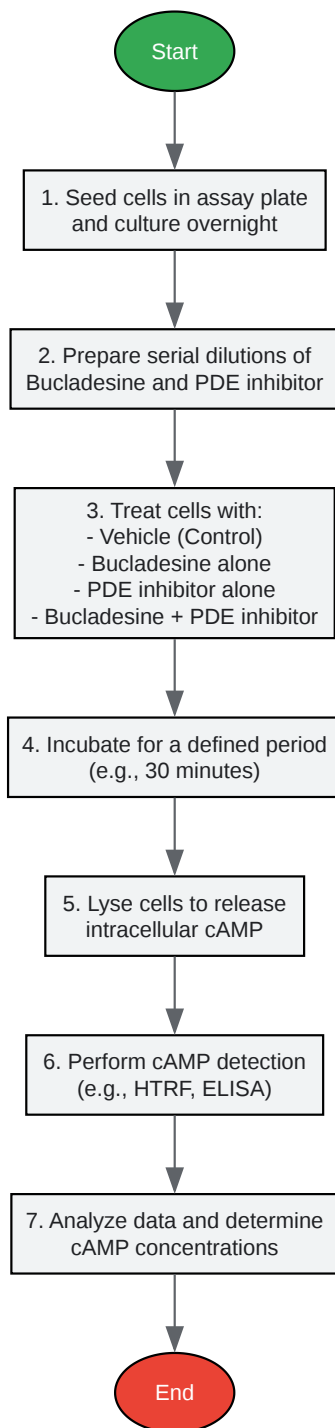 Start
1. Seed cells in assay plate
and culture overnight
2. Prepare serial dilutions of
Bucladesine and PDE inhibitor
3. Treat cells with:
- Vehicle (Control)
- Bucladesine alone
- PDE inhibitor alone
- Bucladesine + PDE inhibitor
4. Incubate for a defined period
(e.g., 30 minutes)
5. Lyse cells to release
intracellular cAMP
6. Perform cAMP detection
(e.g., HTRF, ELISA)
7. Analyze data and determine
cAMP concentrations
End